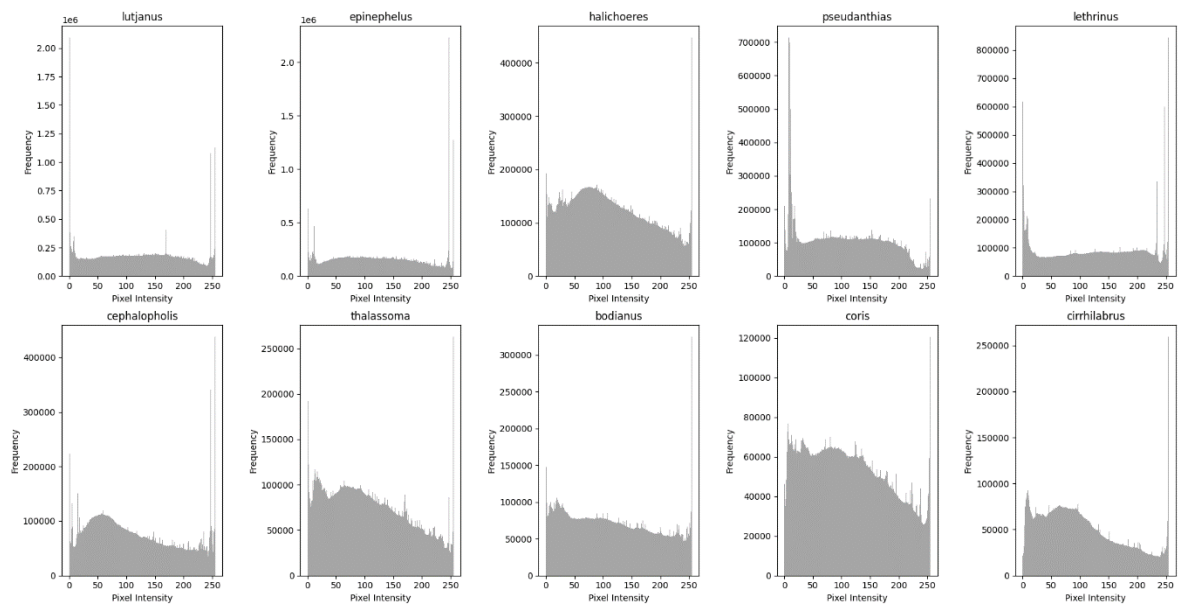 lutjanus
1e6
2.00
1.75
1.50
1.25
1.00
0.75
0.50
0.25
0.00
Frequency
0 50 100 150 200 250
Pixel Intensity
epinephelus
1e6
2.0
1.5
1.0
0.5
0.0
Frequency
0 50 100 150 200 250
Pixel Intensity
halichoeres
400000
300000
200000
100000
0
Frequency
0 50 100 150 200 250
Pixel Intensity
pseudanthias
700000
600000
500000
400000
300000
200000
100000
0
Frequency
0 50 100 150 200 250
Pixel Intensity
lethrinus
800000
700000
600000
500000
400000
300000
200000
100000
0
Frequency
0 50 100 150 200 250
Pixel Intensity
cephalopholis
400000
300000
200000
100000
0
Frequency
0 50 100 150 200 250
Pixel Intensity
thalassoma
250000
200000
150000
100000
50000
0
Frequency
0 50 100 150 200 250
Pixel Intensity
bodianus
300000
250000
200000
150000
100000
50000
0
Frequency
0 50 100 150 200 250
Pixel Intensity
coris
120000
100000
80000
60000
40000
20000
0
Frequency
0 50 100 150 200 250
Pixel Intensity
cirrhilabrus
250000
200000
150000
100000
50000
0
Frequency
0 50 100 150 200 250
Pixel Intensity